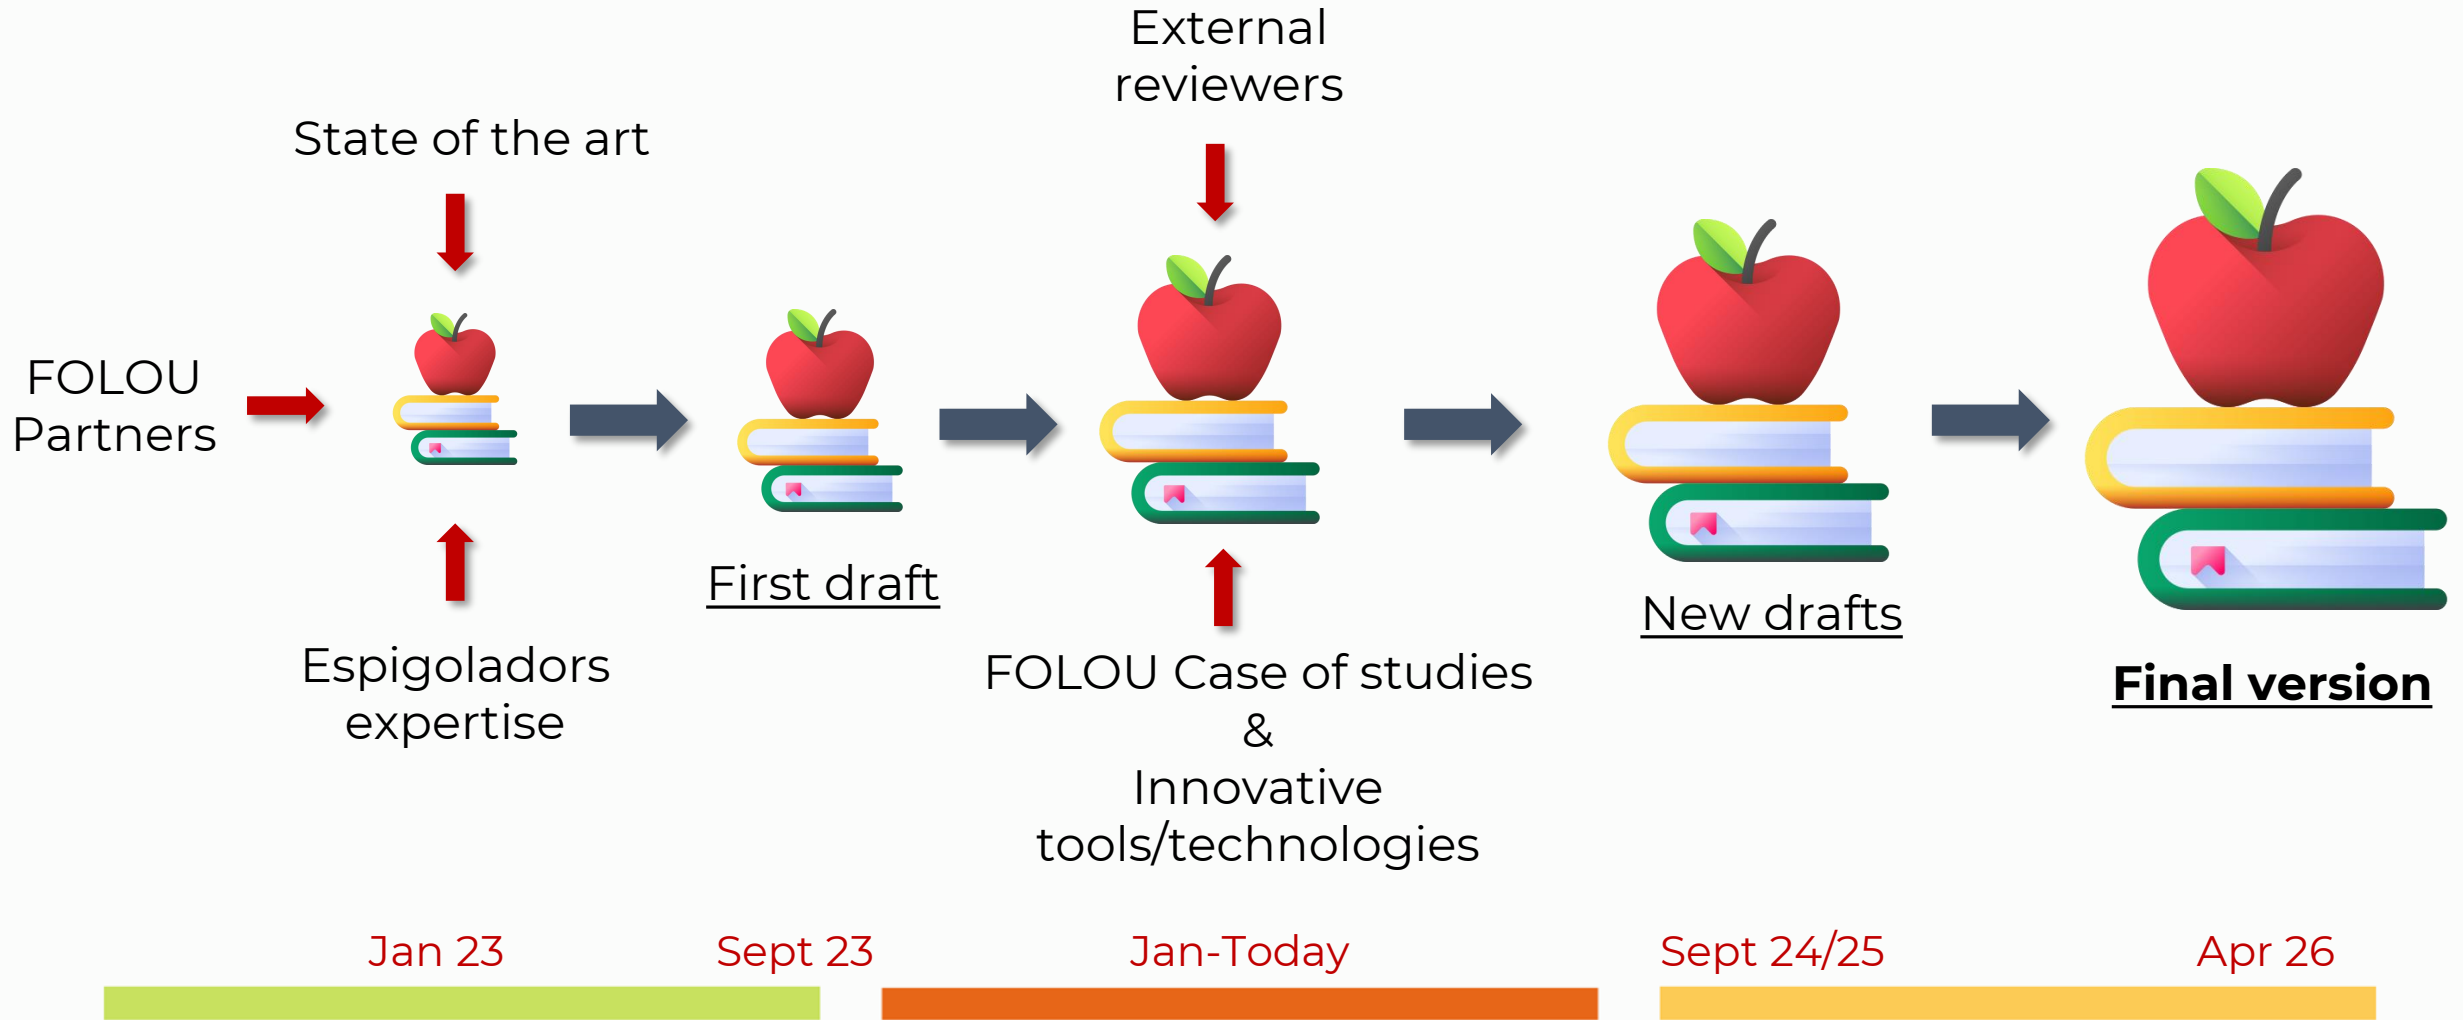 External
reviewers
State of the art
FOLOU
Partners
First draft
New drafts
Espigoladors
expertise
FOLOU Case of studies
&
Innovative
tools/technologies
Final version
Jan 23
Sept 23
Jan-Today
Sept 24/25
Apr 26